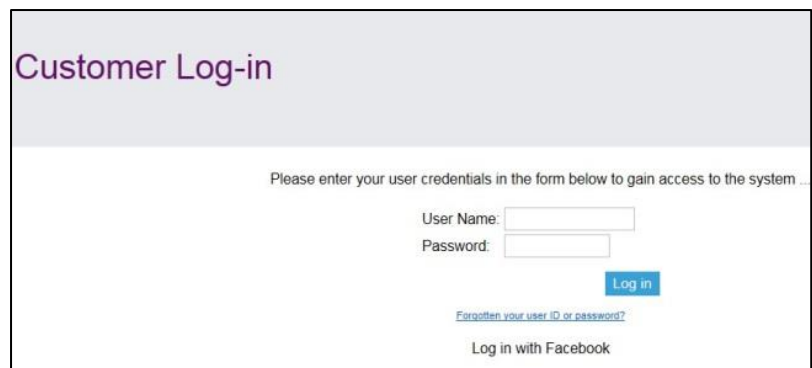 Customer Log-in
Please enter your user credentials in the form below to gain access to the system ...
User Name:
Password:
Log in
Forgotten your user ID or password?
Log in with Facebook